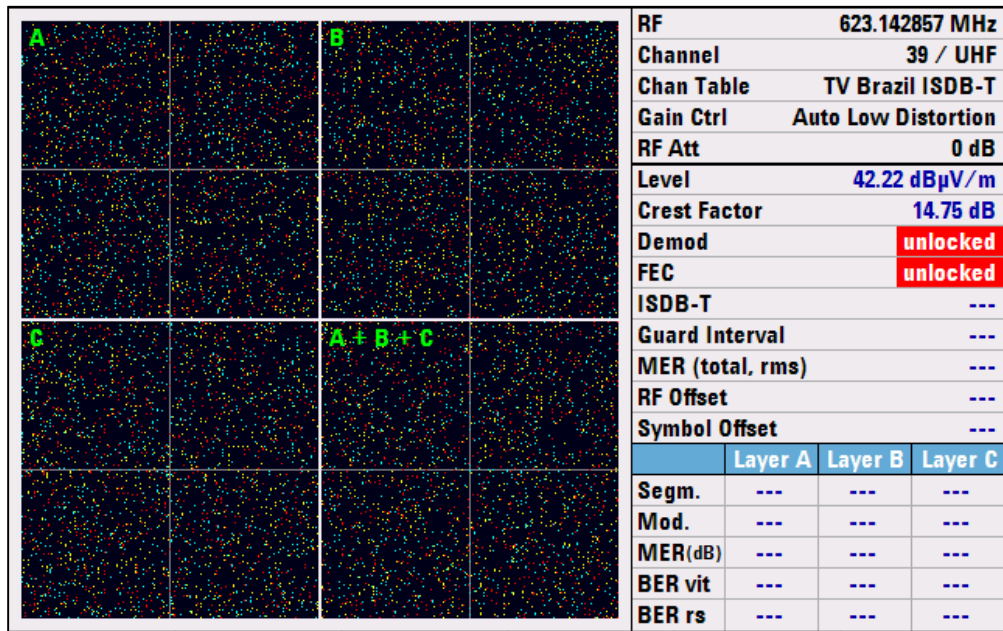 A
B
C
A + B + C
RF 623.142857 MHz
Channel 39 / UHF
Chan Table TV Brazil ISDB-T
Gain Ctrl Auto Low Distortion
RF Att 0 dB
Level 42.22 dBµV/m
Crest Factor 14.75 dB
Demod unlocked
FEC unlocked
ISDB-T ---
Guard Interval ---
MER (total, rms) ---
RF Offset ---
Symbol Offset ---
Layer A Layer B Layer C
Segm. --- --- ---
Mod. --- --- ---
MER(dB) --- --- ---
BER vit --- --- ---
BER rs --- --- ---